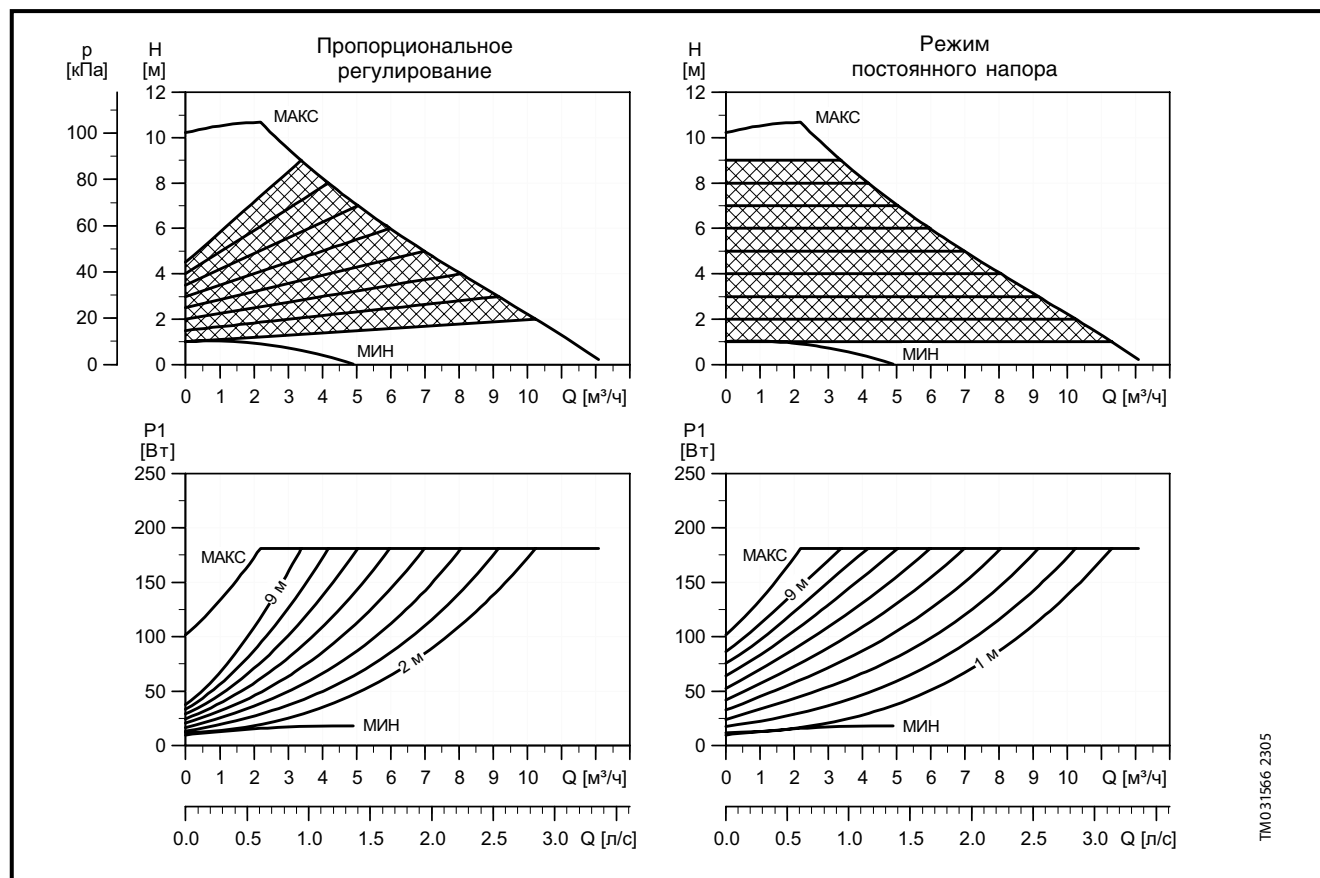 Пропорциональное
регулирование
p
[кПа]
H
[м]
12
10
8
6
4
2
0
100
80
60
40
20
0
МАКС
МИН
0 1 2 3 4 5 6 7 8 9 10 Q [м³/ч]
Режим
постоянного напора
H
[м]
12
10
8
6
4
2
0
МАКС
МИН
0 1 2 3 4 5 6 7 8 9 10 Q [м³/ч]
P1
[Вт]
250
200
150
100
50
0
МАКС
9 м
2 м
МИН
0 1 2 3 4 5 6 7 8 9 10 Q [м³/ч]
0.0 0.5 1.0 1.5 2.0 2.5 3.0 Q [л/с]
P1
[Вт]
250
200
150
100
50
0
МАКС
9 м
1 м
МИН
0 1 2 3 4 5 6 7 8 9 10 Q [м³/ч]
0.0 0.5 1.0 1.5 2.0 2.5 3.0 Q [л/с]
TM03 1566 2305